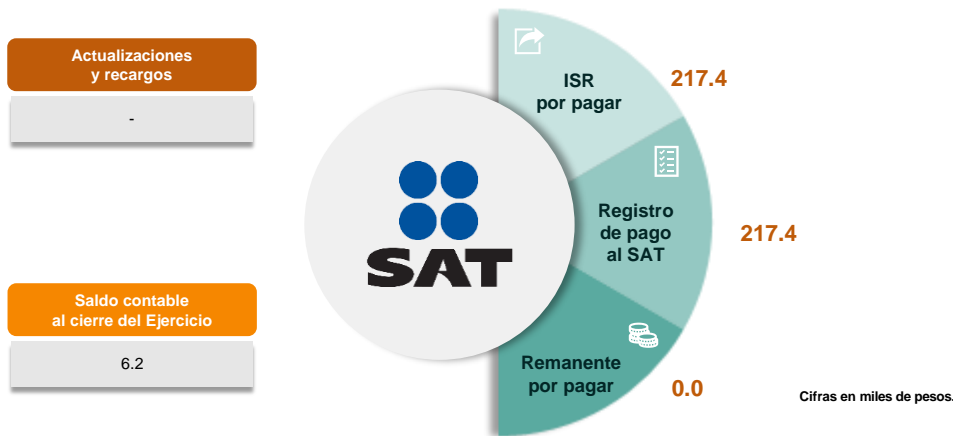 Actualizaciones
y recargos
-
Saldo contable
al cierre del Ejercicio
6.2
SAT
ISR
por pagar
217.4
Registro
de pago
al SAT
217.4
Remanente
por pagar
0.0
Cifras en miles de pesos.